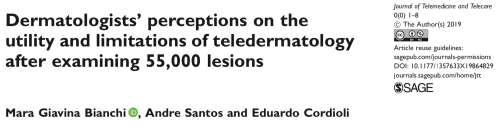 Dermatologists' perceptions on the
utility and limitations of teledermatology
after examining 55,000 lesions
Mara Giavina Bianchi, Andre Santos and Eduardo Cordioli
Journal of Telemedicine and Telecare
0(0) 1–8
© The Author(s) 2019
Article reuse guidelines:
sagepub.com/journals-permissions
DOI: 10.1177/1357633X19864829
journals.sagepub.com/home/jtt
SAGE